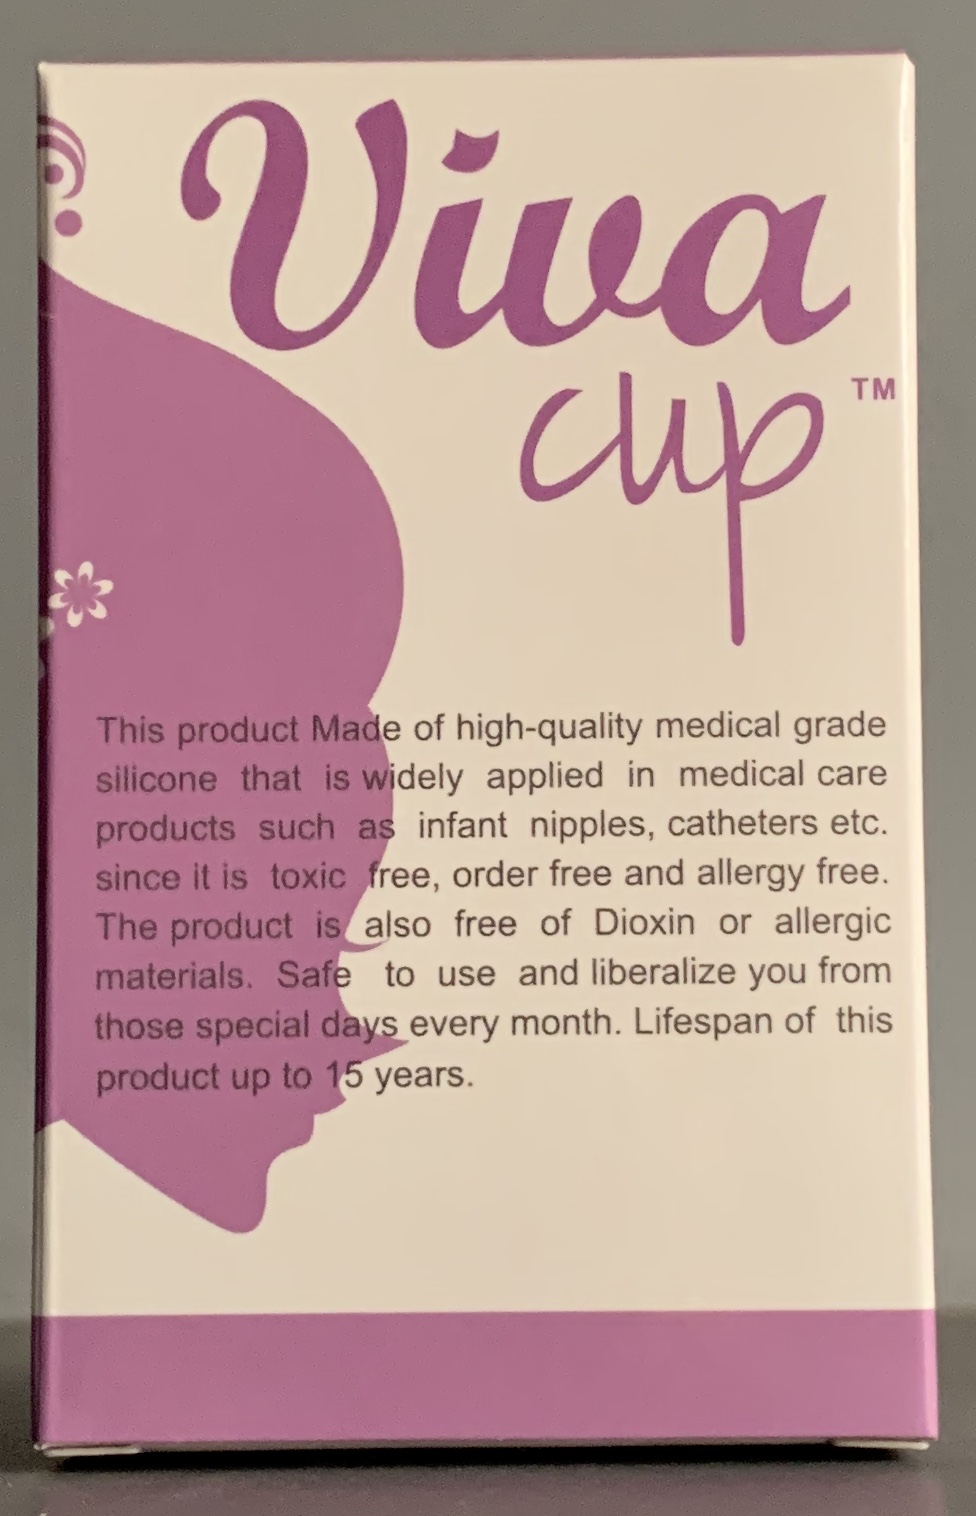 Viva
cup TM
This product Made of high-quality medical grade
silicone that is widely applied in medical care
products such as infant nipples, catheters etc.
since it is toxic free, order free and allergy free.
The product is also free of Dioxin or allergic
materials. Safe to use and liberalize you from
those special days every month. Lifespan of this
product up to 15 years.